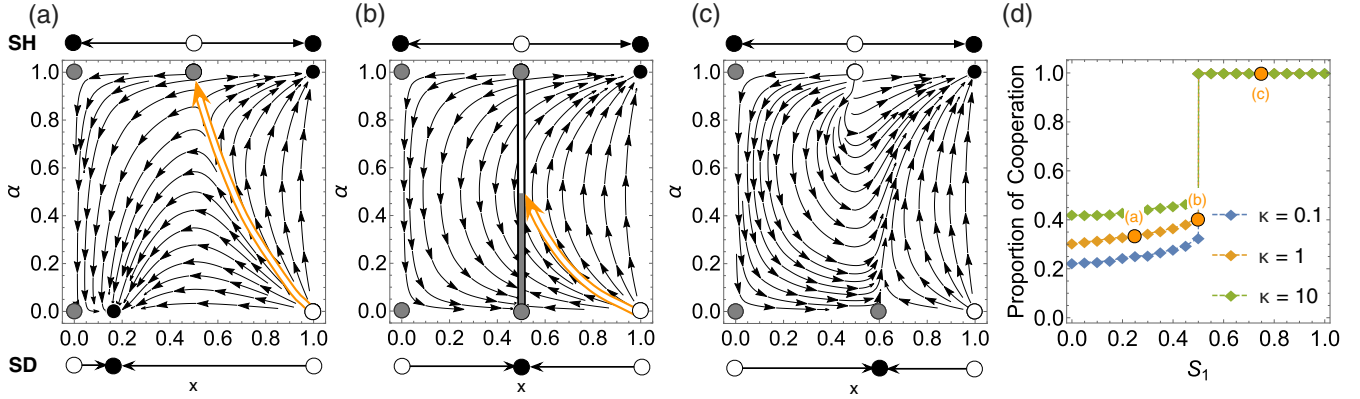 (a) (b) (c) (d)
SH
1.0 1.0 1.0 1.0
0.8 0.8 0.8 0.8
0.6 0.6 0.6 0.6
α α α Proportion of Cooperation
0.4 0.4 0.4 0.4
0.2 0.2 0.2 0.2
0.0 0.0 0.0 0.0
(c)
(a) (b)
κ = 0.1
κ = 1
κ = 10
0.0 0.2 0.4 0.6 0.8 1.0 0.0 0.2 0.4 0.6 0.8 1.0 0.0 0.2 0.4 0.6 0.8 1.0 0.0 0.2 0.4 0.6 0.8 1.0
SD
x x x S₁